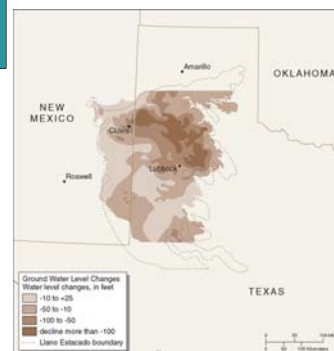 Amarillo
OKLAHOMA
NEW
MEXICO
Clovis
Lubbock
Roswell
TEXAS
Ground Water Level Changes
Water level changes, in feet
-10 to +25
-50 to -10
-100 to -50
decline more than -100
Llano Estacado boundary